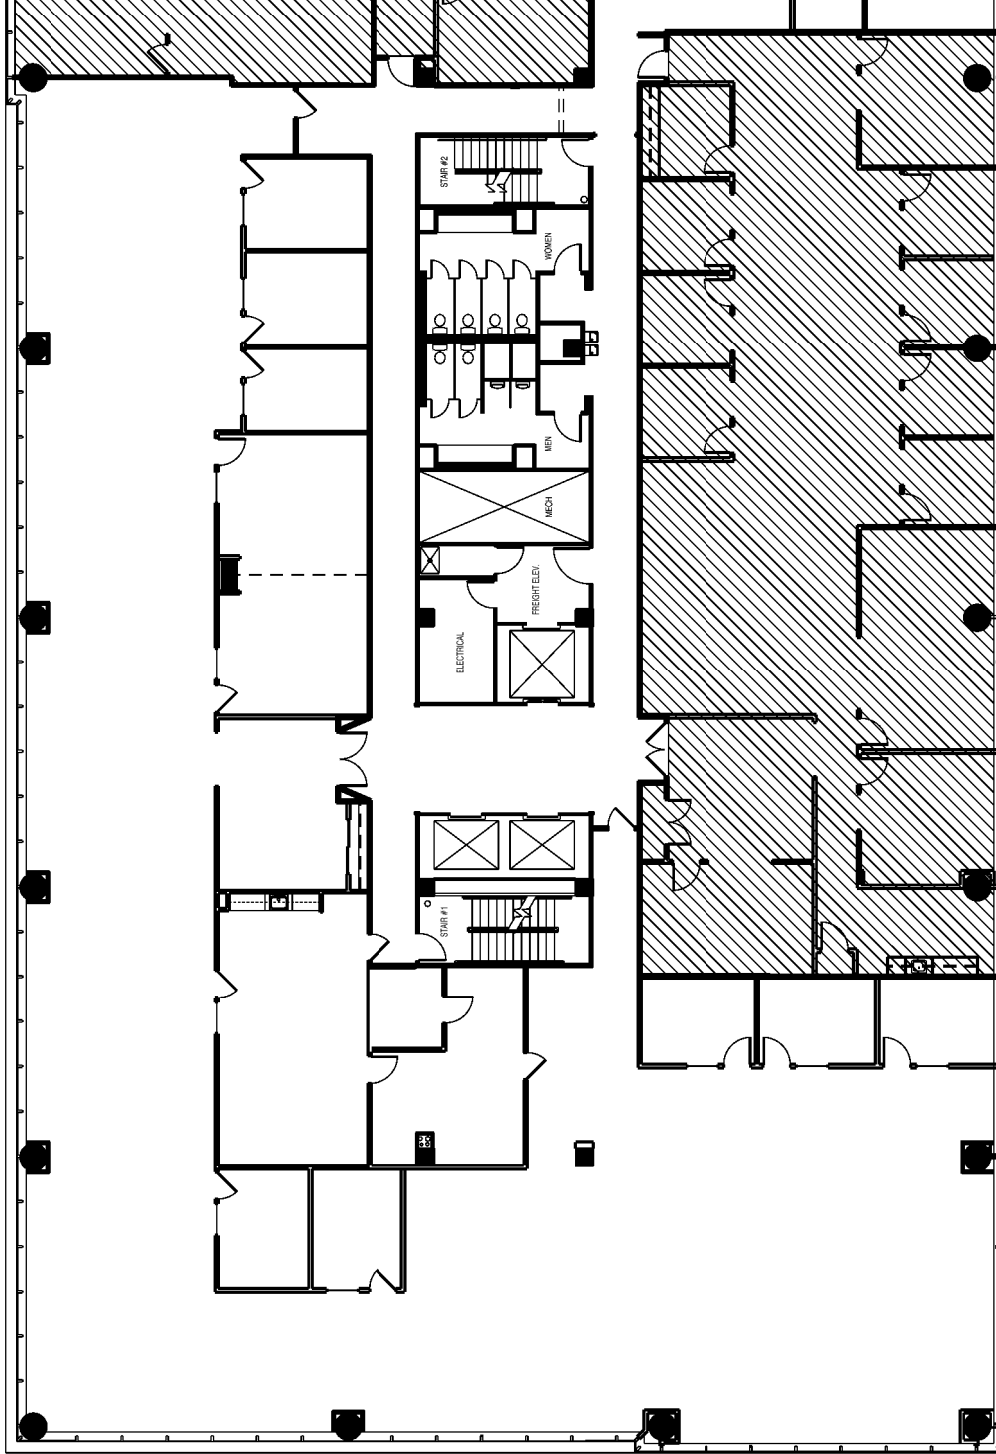 STAIR #2
WOMEN
MEN
MECH
FREIGHT ELEV.
ELECTRICAL
STAIR #1